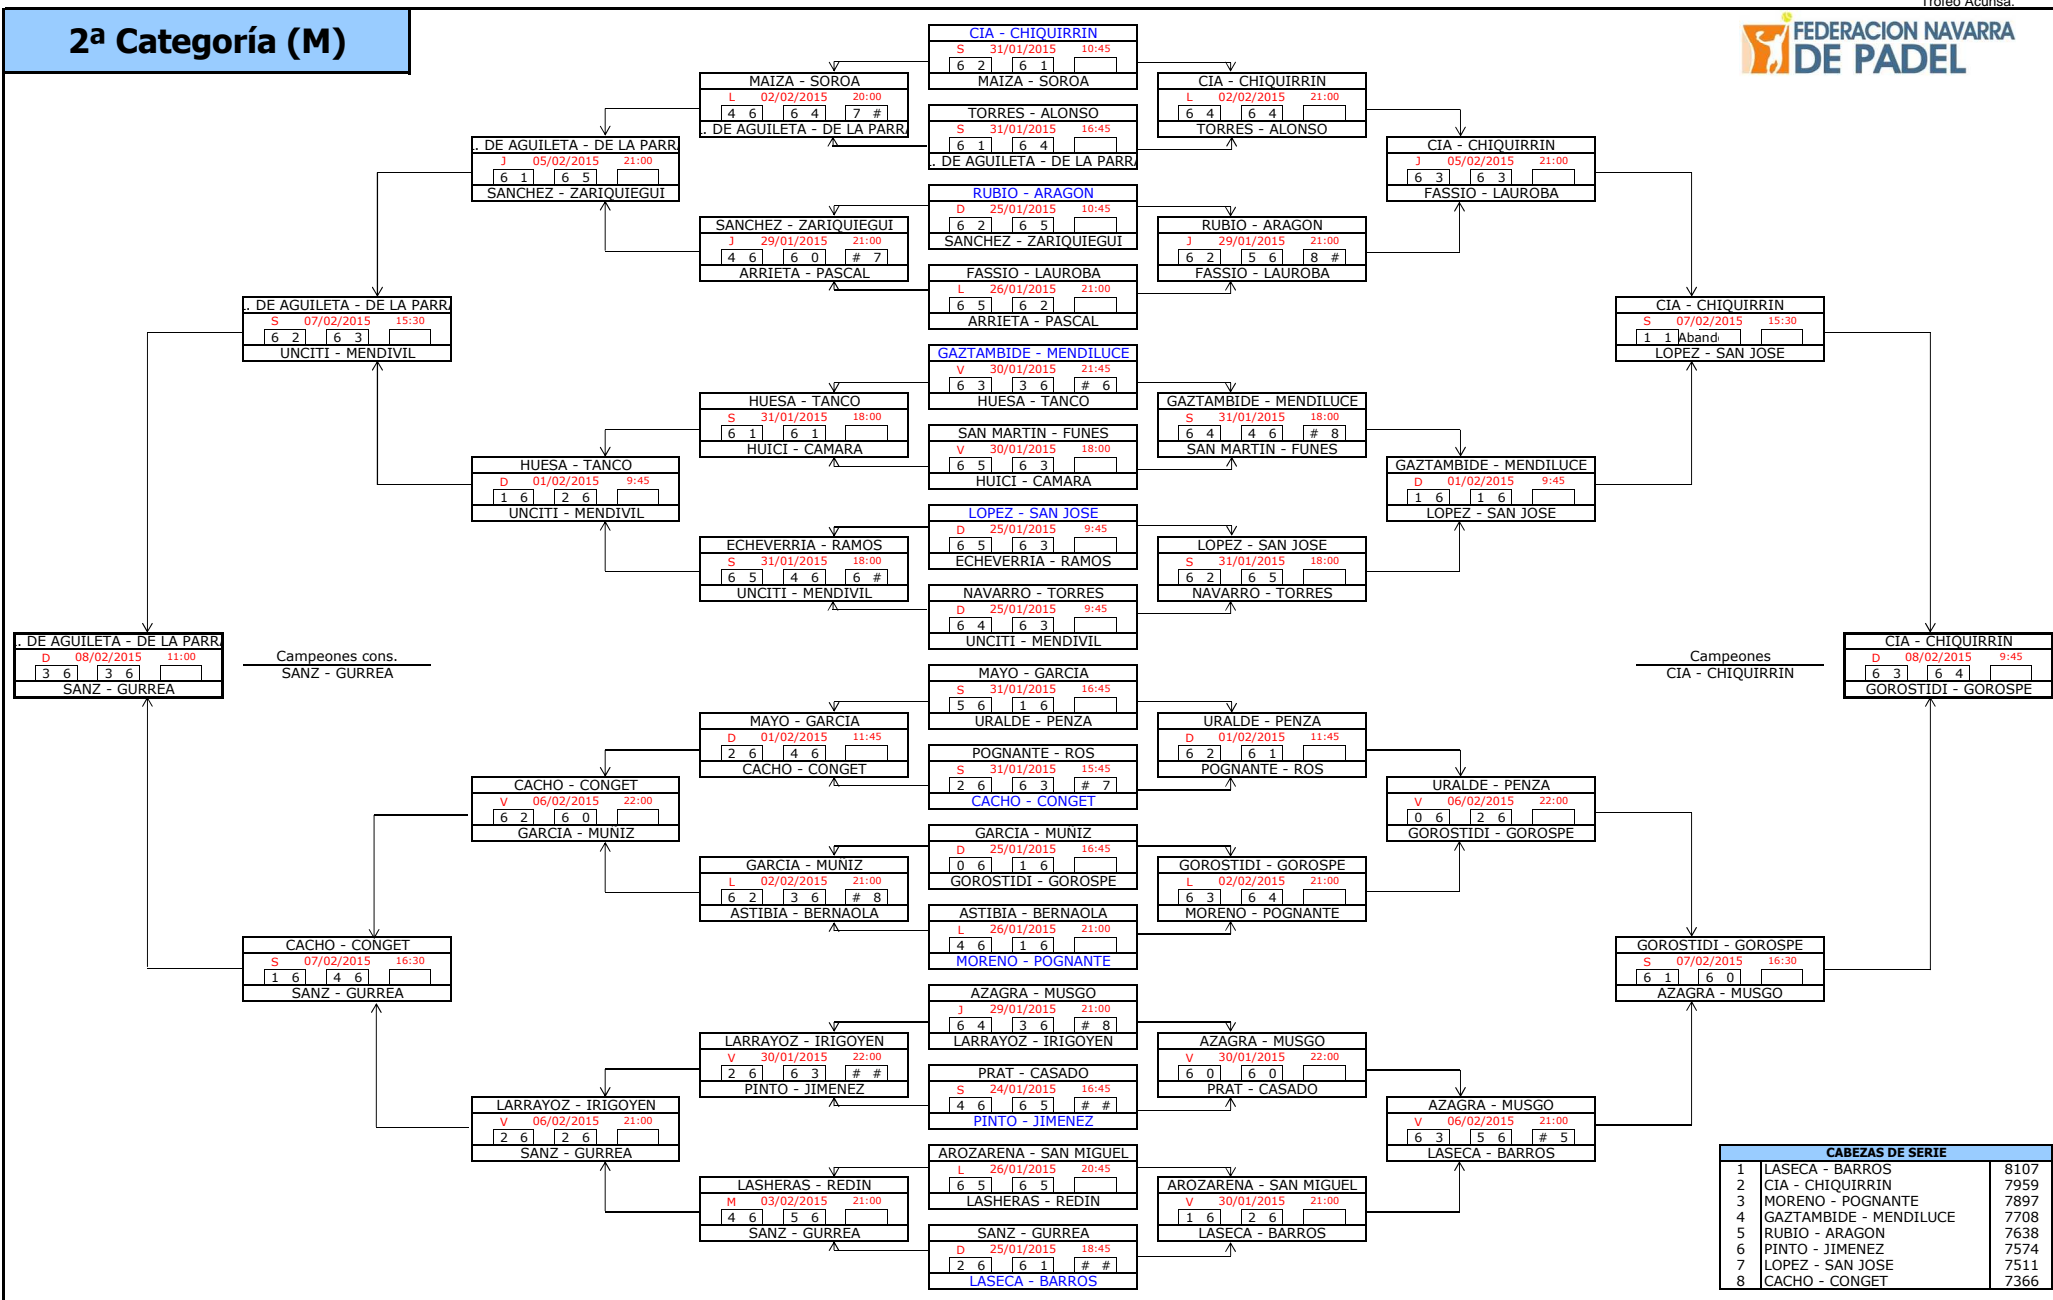 Trofeo Acunsa.
2ª Categoría (M)
FEDERACION NAVARRA
DE PADEL
CIA - CHIQUIRRIN
S 31/01/2015 10:45
6 2 6 1
MAIZA - SOROA
TORRES - ALONSO
S 31/01/2015 16:45
6 1 6 4
. DE AGUILETA - DE LA PARRA
RUBIO - ARAGON
D 25/01/2015 10:45
6 2 6 5
SANCHEZ - ZARIQUIEGUI
FASSIO - LAUROBA
L 26/01/2015 21:00
6 5 6 2
ARRIETA - PASCAL
GAZTAMBIDE - MENDILUCE
V 30/01/2015 21:45
6 3 3 6 # 6
HUESA - TANCO
SAN MARTIN - FUNES
V 30/01/2015 18:00
6 5 6 3
HUICI - CAMARA
LOPEZ - SAN JOSE
D 25/01/2015 9:45
6 5 6 3
ECHEVERRIA - RAMOS
NAVARRO - TORRES
D 25/01/2015 9:45
6 4 6 3
UNCITI - MENDIVIL
MAYO - GARCIA
S 31/01/2015 16:45
5 6 1 6
URALDE - PENZA
POGNANTE - ROS
S 31/01/2015 15:45
2 6 6 3 # 7
CACHO - CONGET
GARCIA - MUÑIZ
D 25/01/2015 16:45
0 6 1 6
GOROSTIDI - GOROSPE
ASTIBIA - BERNAOLA
L 26/01/2015 21:00
4 6 1 6
MORENO - POGNANTE
AZAGRA - MUSGO
J 29/01/2015 21:00
6 4 3 6 # 8
LARRAYOZ - IRIGOYEN
PRAT - CASADO
S 24/01/2015 16:45
4 6 6 5 # #
PINTO - JIMENEZ
AROZARENA - SAN MIGUEL
L 26/01/2015 20:45
6 5 6 5
LASHERAS - REDIN
SANZ - GURREA
D 25/01/2015 18:45
2 6 6 1 # #
LASECA - BARROS
MAIZA - SOROA
L 02/02/2015 20:00
4 6 6 4 7 #
. DE AGUILETA - DE LA PARRA
SANCHEZ - ZARIQUIEGUI
J 29/01/2015 21:00
4 6 6 0 # 7
ARRIETA - PASCAL
HUESA - TANCO
S 31/01/2015 18:00
6 1 6 1
HUICI - CAMARA
ECHEVERRIA - RAMOS
S 31/01/2015 18:00
6 5 4 6 6 #
UNCITI - MENDIVIL
MAYO - GARCIA
D 01/02/2015 11:45
2 6 4 6
CACHO - CONGET
GARCIA - MUÑIZ
L 02/02/2015 21:00
6 2 3 6 # 8
ASTIBIA - BERNAOLA
LARRAYOZ - IRIGOYEN
V 30/01/2015 22:00
2 6 6 3 # #
PINTO - JIMENEZ
LASHERAS - REDIN
M 03/02/2015 21:00
4 6 5 6
SANZ - GURREA
. DE AGUILETA - DE LA PARRA
J 05/02/2015 21:00
6 1 6 5
SANCHEZ - ZARIQUIEGUI
HUESA - TANCO
D 01/02/2015 9:45
1 6 2 6
UNCITI - MENDIVIL
CACHO - CONGET
V 06/02/2015 22:00
6 2 6 0
GARCIA - MUÑIZ
LARRAYOZ - IRIGOYEN
V 06/02/2015 21:00
2 6 2 6
SANZ - GURREA
. DE AGUILETA - DE LA PARRA
S 07/02/2015 15:30
6 2 6 3
UNCITI - MENDIVIL
CACHO - CONGET
S 07/02/2015 16:30
1 6 4 6
SANZ - GURREA
. DE AGUILETA - DE LA PARRA
D 08/02/2015 11:00
3 6 3 6
SANZ - GURREA
Campeones cons.
SANZ - GURREA
CIA - CHIQUIRRIN
L 02/02/2015 21:00
6 4 6 4
TORRES - ALONSO
RUBIO - ARAGON
J 29/01/2015 21:00
6 2 5 6 8 #
FASSIO - LAUROBA
GAZTAMBIDE - MENDILUCE
S 31/01/2015 18:00
6 4 4 6 # 8
SAN MARTIN - FUNES
LOPEZ - SAN JOSE
S 31/01/2015 18:00
6 2 6 5
NAVARRO - TORRES
URALDE - PENZA
D 01/02/2015 11:45
6 2 6 1
POGNANTE - ROS
GOROSTIDI - GOROSPE
L 02/02/2015 21:00
6 3 6 4
MORENO - POGNANTE
AZAGRA - MUSGO
V 30/01/2015 22:00
6 0 6 0
PRAT - CASADO
AROZARENA - SAN MIGUEL
V 30/01/2015 21:00
1 6 2 6
LASECA - BARROS
CIA - CHIQUIRRIN
J 05/02/2015 21:00
6 3 6 3
FASSIO - LAUROBA
GAZTAMBIDE - MENDILUCE
D 01/02/2015 9:45
1 6 1 6
LOPEZ - SAN JOSE
URALDE - PENZA
V 06/02/2015 22:00
0 6 2 6
GOROSTIDI - GOROSPE
AZAGRA - MUSGO
V 06/02/2015 21:00
6 3 5 6 # 5
LASECA - BARROS
CIA - CHIQUIRRIN
S 07/02/2015 15:30
1 1 Aband
LOPEZ - SAN JOSE
GOROSTIDI - GOROSPE
S 07/02/2015 16:30
6 1 6 0
AZAGRA - MUSGO
Campeones
CIA - CHIQUIRRIN
CIA - CHIQUIRRIN
D 08/02/2015 9:45
6 3 6 4
GOROSTIDI - GOROSPE
CABEZAS DE SERIE
1 LASECA - BARROS 8107
2 CIA - CHIQUIRRIN 7959
3 MORENO - POGNANTE 7897
4 GAZTAMBIDE - MENDILUCE 7708
5 RUBIO - ARAGON 7638
6 PINTO - JIMENEZ 7574
7 LOPEZ - SAN JOSE 7511
8 CACHO - CONGET 7366